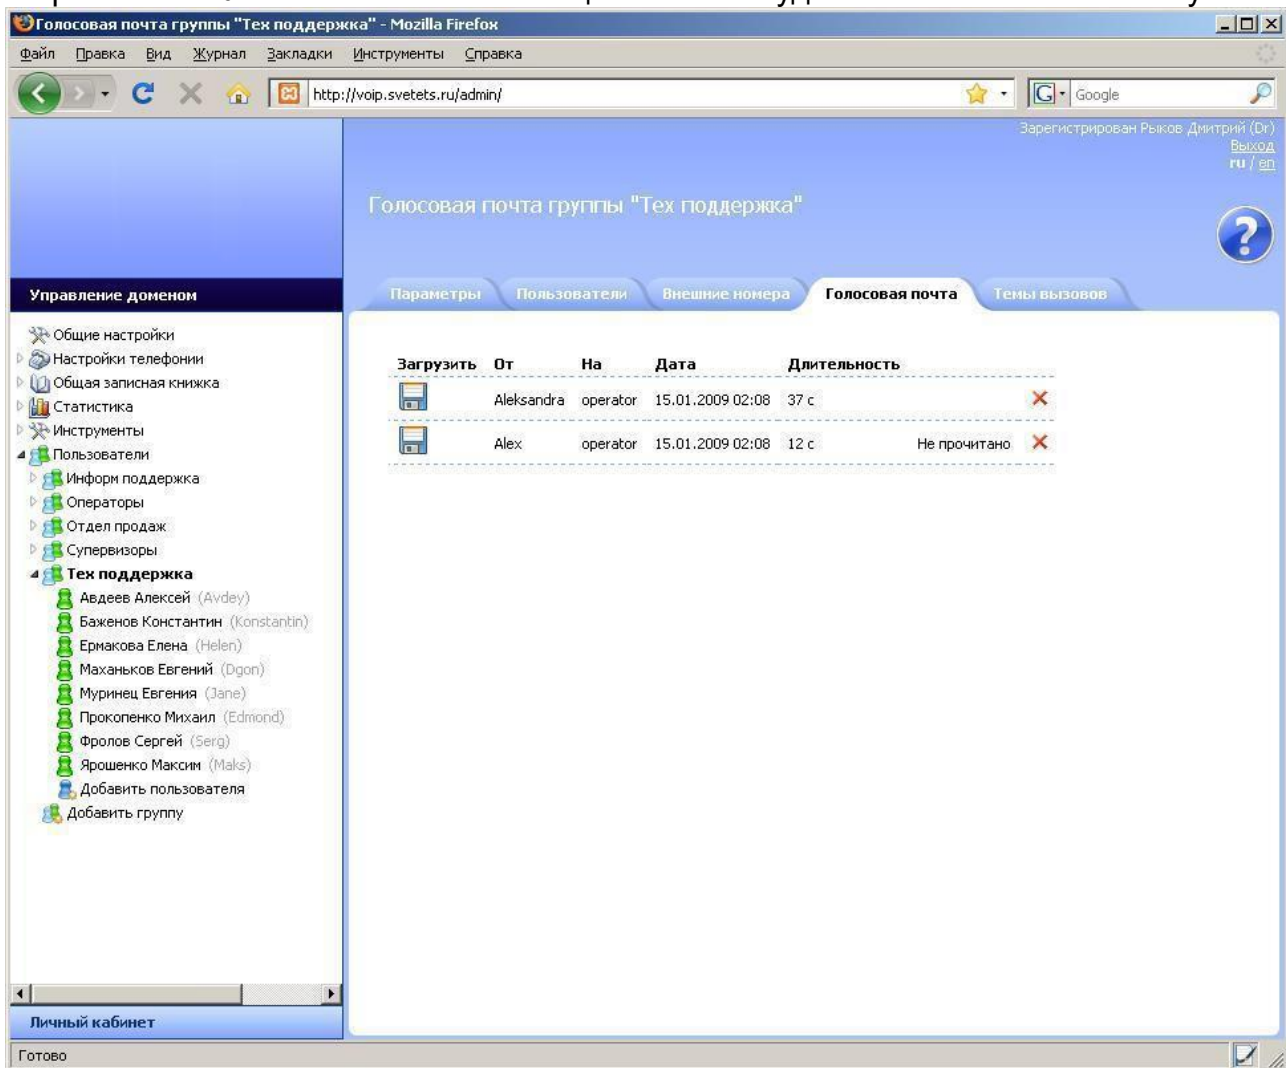 Голосовая почта группы "Тех поддержка" - Mozilla Firefox
Файл Правка Вид Журнал Закладки Инструменты Справка
http://voip.svetets.ru/admin/
Google
Зарегистрирован Рыков Дмитрий (Dr)
Выход
ru / en
Голосовая почта группы "Тех поддержка"
Управление доменом
Параметры Пользователи Внешние номера Голосовая почта Темы вызовов
Общие настройки
Настройки телефонии
Общая записная книжка
Статистика
Инструменты
Пользователи
Информ поддержка
Операторы
Отдел продаж
Супервизоры
Тех поддержка
Авдеев Алексей (Avdey)
Баженов Константин (Konstantin)
Ермакова Елена (Helen)
Маханьков Евгений (Dgon)
Муринец Евгения (Jane)
Прокопенко Михаил (Edmond)
Фролов Сергей (Serg)
Ярошенко Максим (Maks)
Добавить пользователя
Добавить группу
Загрузить От На Дата Длительность
Aleksandra operator 15.01.2009 02:08 37 с
Alex operator 15.01.2009 02:08 12 с Не прочитано
Личный кабинет
Готово